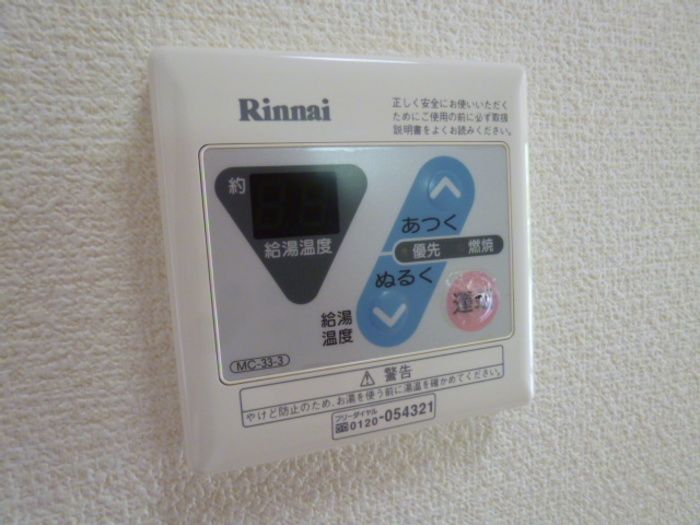 Rinnai
正しく安全にお使いいただく
ためにご使用の前に必ず取扱
説明書をよくお読みください。
約
給湯温度
あつく
優先 燃焼
ぬるく
給湯
温度
MC-33-3
警告
やけど防止のため、お湯を使う前に湯温を確かめてください。
フリーダイヤル
0120-054321